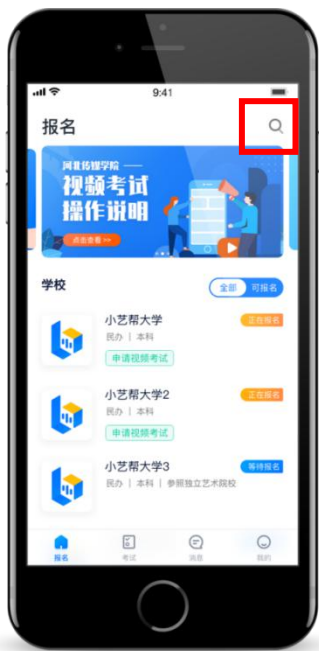 9:41
报名
河北传媒学院
视频考试
操作说明
点击查看 >>
学校
全部 可报名
小艺帮大学 正在报名
民办 | 本科
申请视频考试
小艺帮大学2 正在报名
民办 | 本科
申请视频考试
小艺帮大学3 等待报名
民办 | 本科 | 参照独立艺术院校
报名 考试 消息 我的